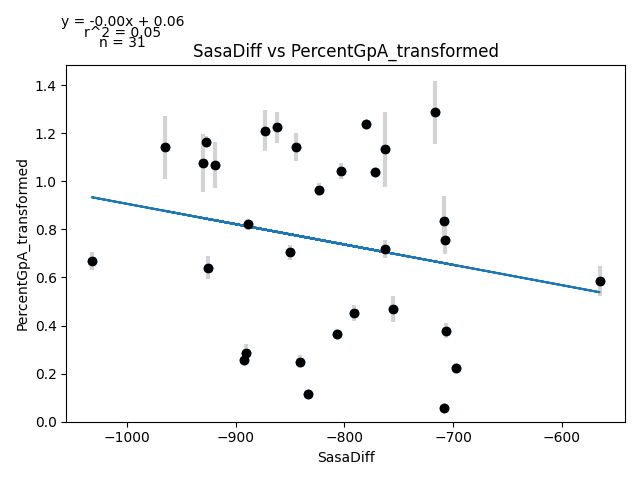 y = -0.00x + 0.06
r^2 = 0.05
n = 31
SasaDiff vs PercentGpA_transformed
1.4
1.2
1.0
0.8
0.6
0.4
0.2
0.0
PercentGpA_transformed
−1000 −900 −800 −700 −600
SasaDiff